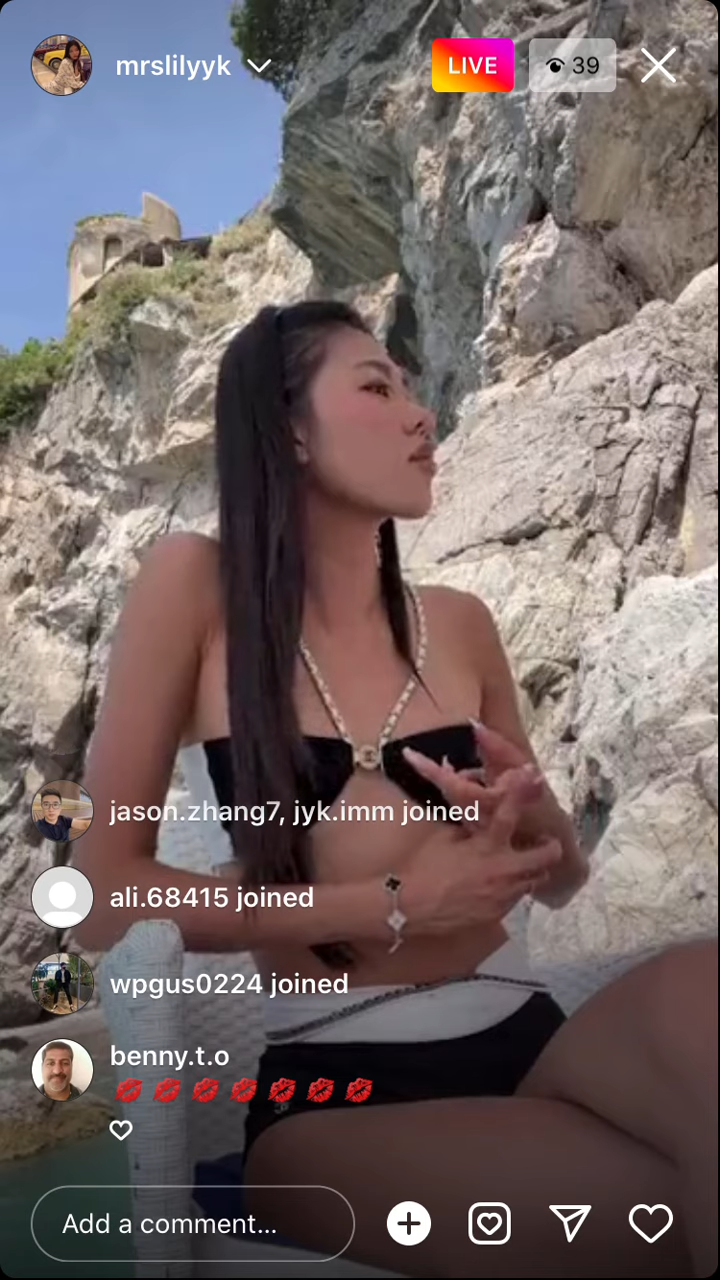 mrslilyyk
LIVE
39
jason.zhang7, jyk.imm joined
ali.68415 joined
wpgus0224 joined
benny.t.o
💋 💋 💋 💋 💋 💋 💋
Add a comment...